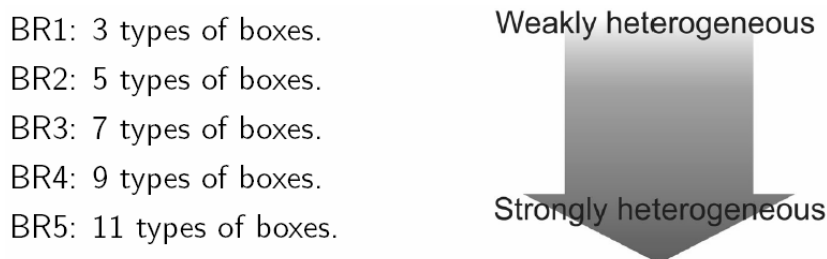 BR1: 3 types of boxes.
BR2: 5 types of boxes.
BR3: 7 types of boxes.
BR4: 9 types of boxes.
BR5: 11 types of boxes.
Weakly heterogeneous
Strongly heterogeneous